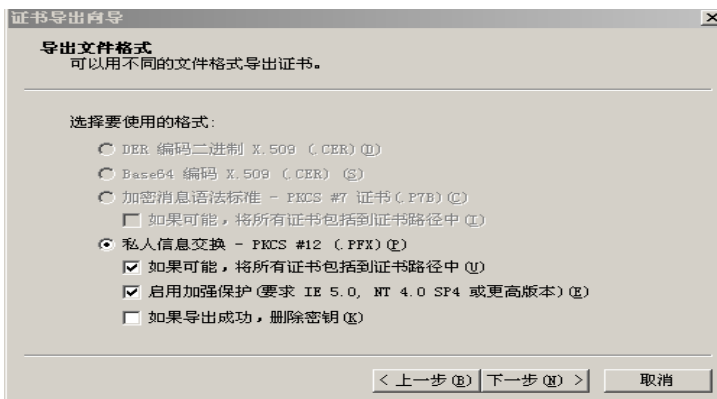 证书导出向导
导出文件格式
可以用不同的文件格式导出证书。
选择要使用的格式:
DER 编码二进制 X.509 (.CER)(D)
Base64 编码 X.509 (.CER) (S)
加密消息语法标准 - PKCS #7 证书(.P7B)(C)
如果可能，将所有证书包括到证书路径中(I)
私人信息交换 - PKCS #12 (.PFX)(P)
如果可能，将所有证书包括到证书路径中(U)
启用加强保护(要求 IE 5.0, NT 4.0 SP4 或更高版本)(E)
如果导出成功，删除密钥(K)
< 上一步(B) 下一步(N) > 取消